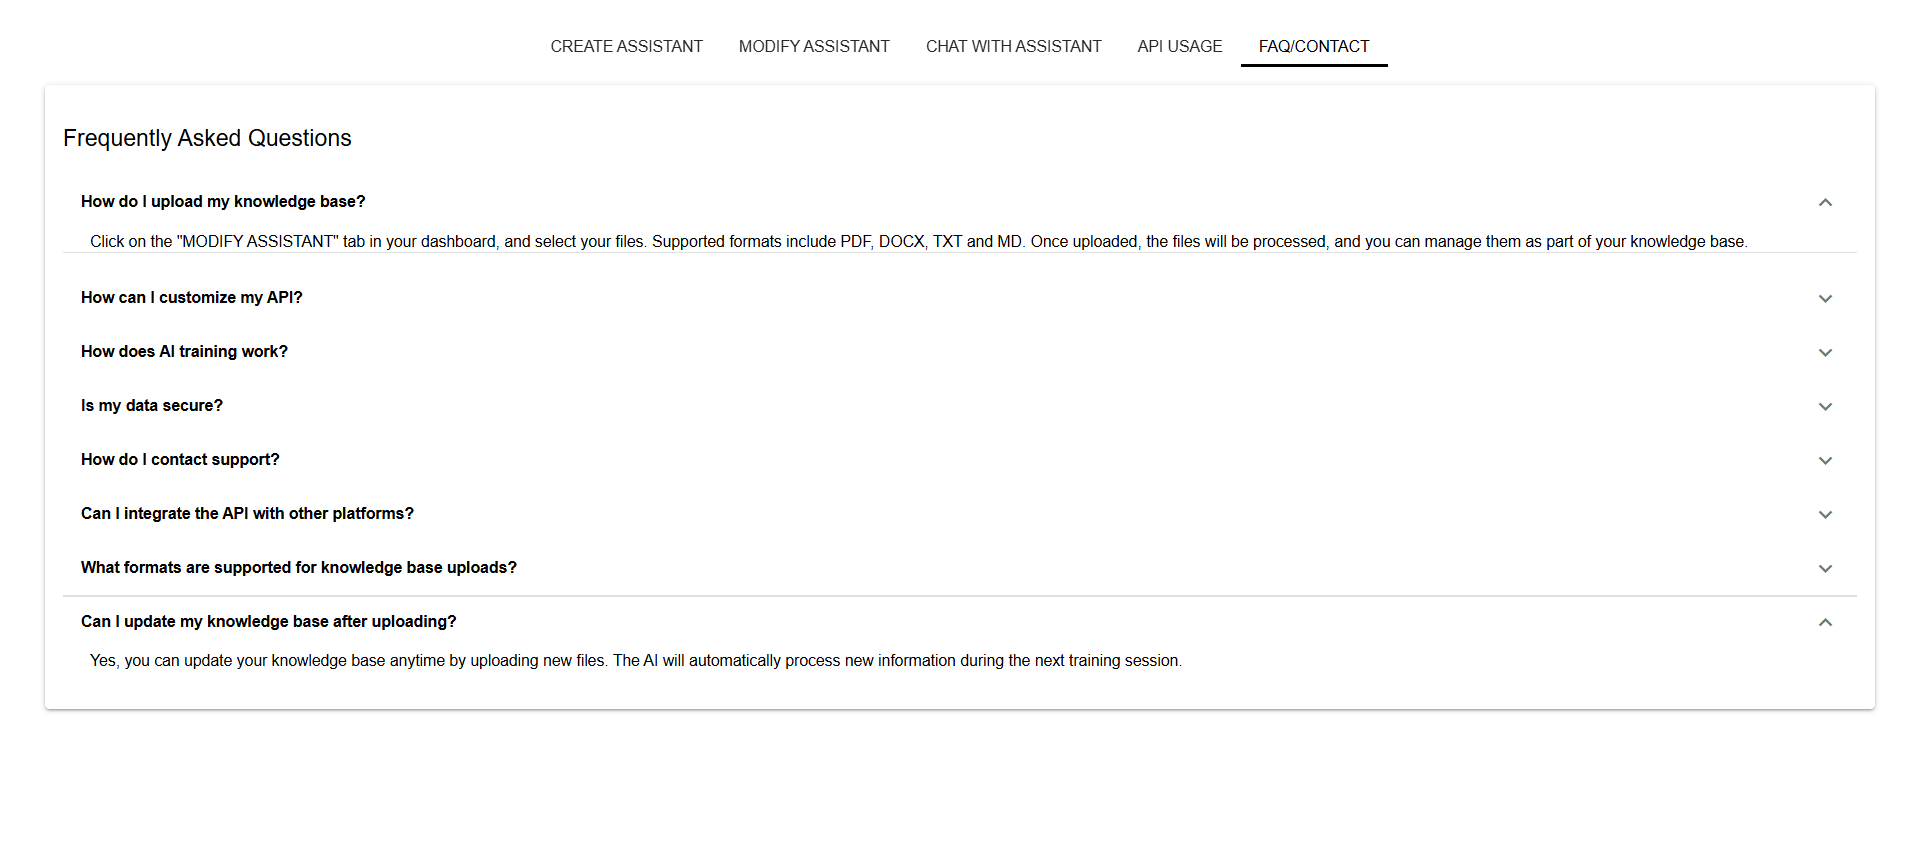 CREATE ASSISTANT MODIFY ASSISTANT CHAT WITH ASSISTANT API USAGE FAQ/CONTACT
Frequently Asked Questions
How do I upload my knowledge base?
Click on the "MODIFY ASSISTANT" tab in your dashboard, and select your files. Supported formats include PDF, DOCX, TXT and MD. Once uploaded, the files will be processed, and you can manage them as part of your knowledge base.
How can I customize my API?
How does AI training work?
Is my data secure?
How do I contact support?
Can I integrate the API with other platforms?
What formats are supported for knowledge base uploads?
Can I update my knowledge base after uploading?
Yes, you can update your knowledge base anytime by uploading new files. The AI will automatically process new information during the next training session.